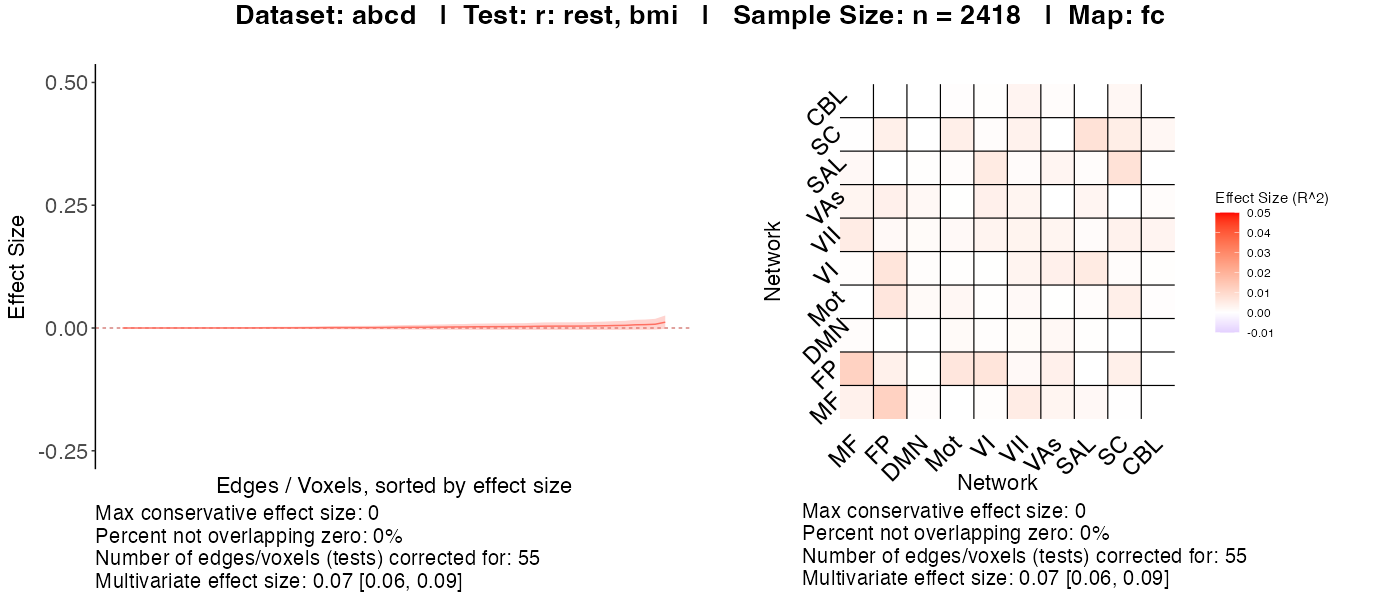 Dataset: abcd | Test: r: rest, bmi | Sample Size: n = 2418 | Map: fc
0.50
0.25
0.00
-0.25
Effect Size
Edges / Voxels, sorted by effect size
Max conservative effect size: 0
Percent not overlapping zero: 0%
Number of edges/voxels (tests) corrected for: 55
Multivariate effect size: 0.07 [0.06, 0.09]
Network
CBL
SC
SAL
VAs
VII
VI
Mot
DMN
FP
MF
MF
FP
DMN
Mot
VI
VII
VAs
SAL
SC
CBL
Network
Effect Size (R^2)
0.05
0.04
0.03
0.02
0.01
0.00
-0.01
Max conservative effect size: 0
Percent not overlapping zero: 0%
Number of edges/voxels (tests) corrected for: 55
Multivariate effect size: 0.07 [0.06, 0.09]